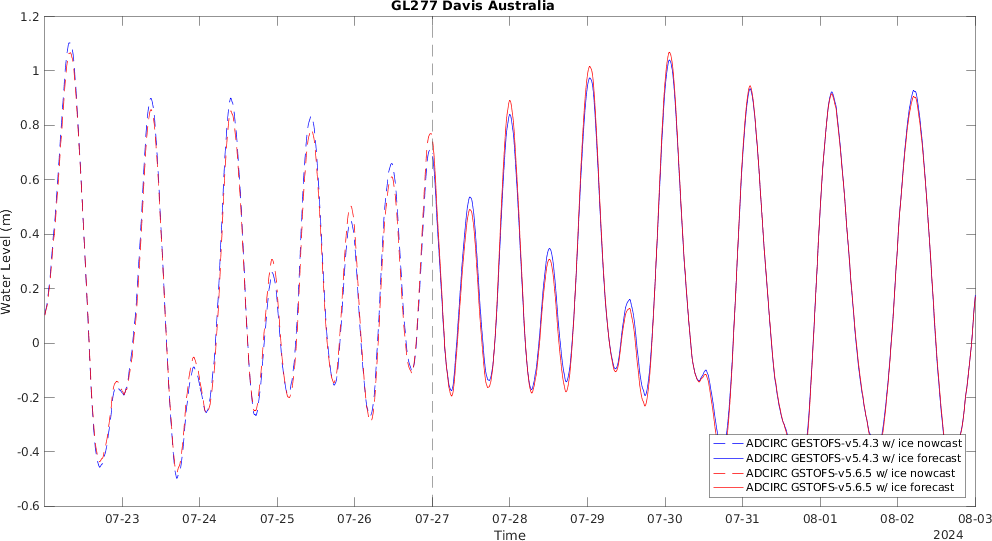 GL277 Davis Australia
1.2
1
0.8
0.6
0.4
0.2
0
-0.2
-0.4
-0.6
Water Level (m)
ADCIRC GESTOFS-v5.4.3 w/ ice nowcast
ADCIRC GESTOFS-v5.4.3 w/ ice forecast
ADCIRC GSTOFS-v5.6.5 w/ ice nowcast
ADCIRC GSTOFS-v5.6.5 w/ ice forecast
07-23 07-24 07-25 07-26 07-27 07-28 07-29 07-30 07-31 08-01 08-02 08-03
Time
2024